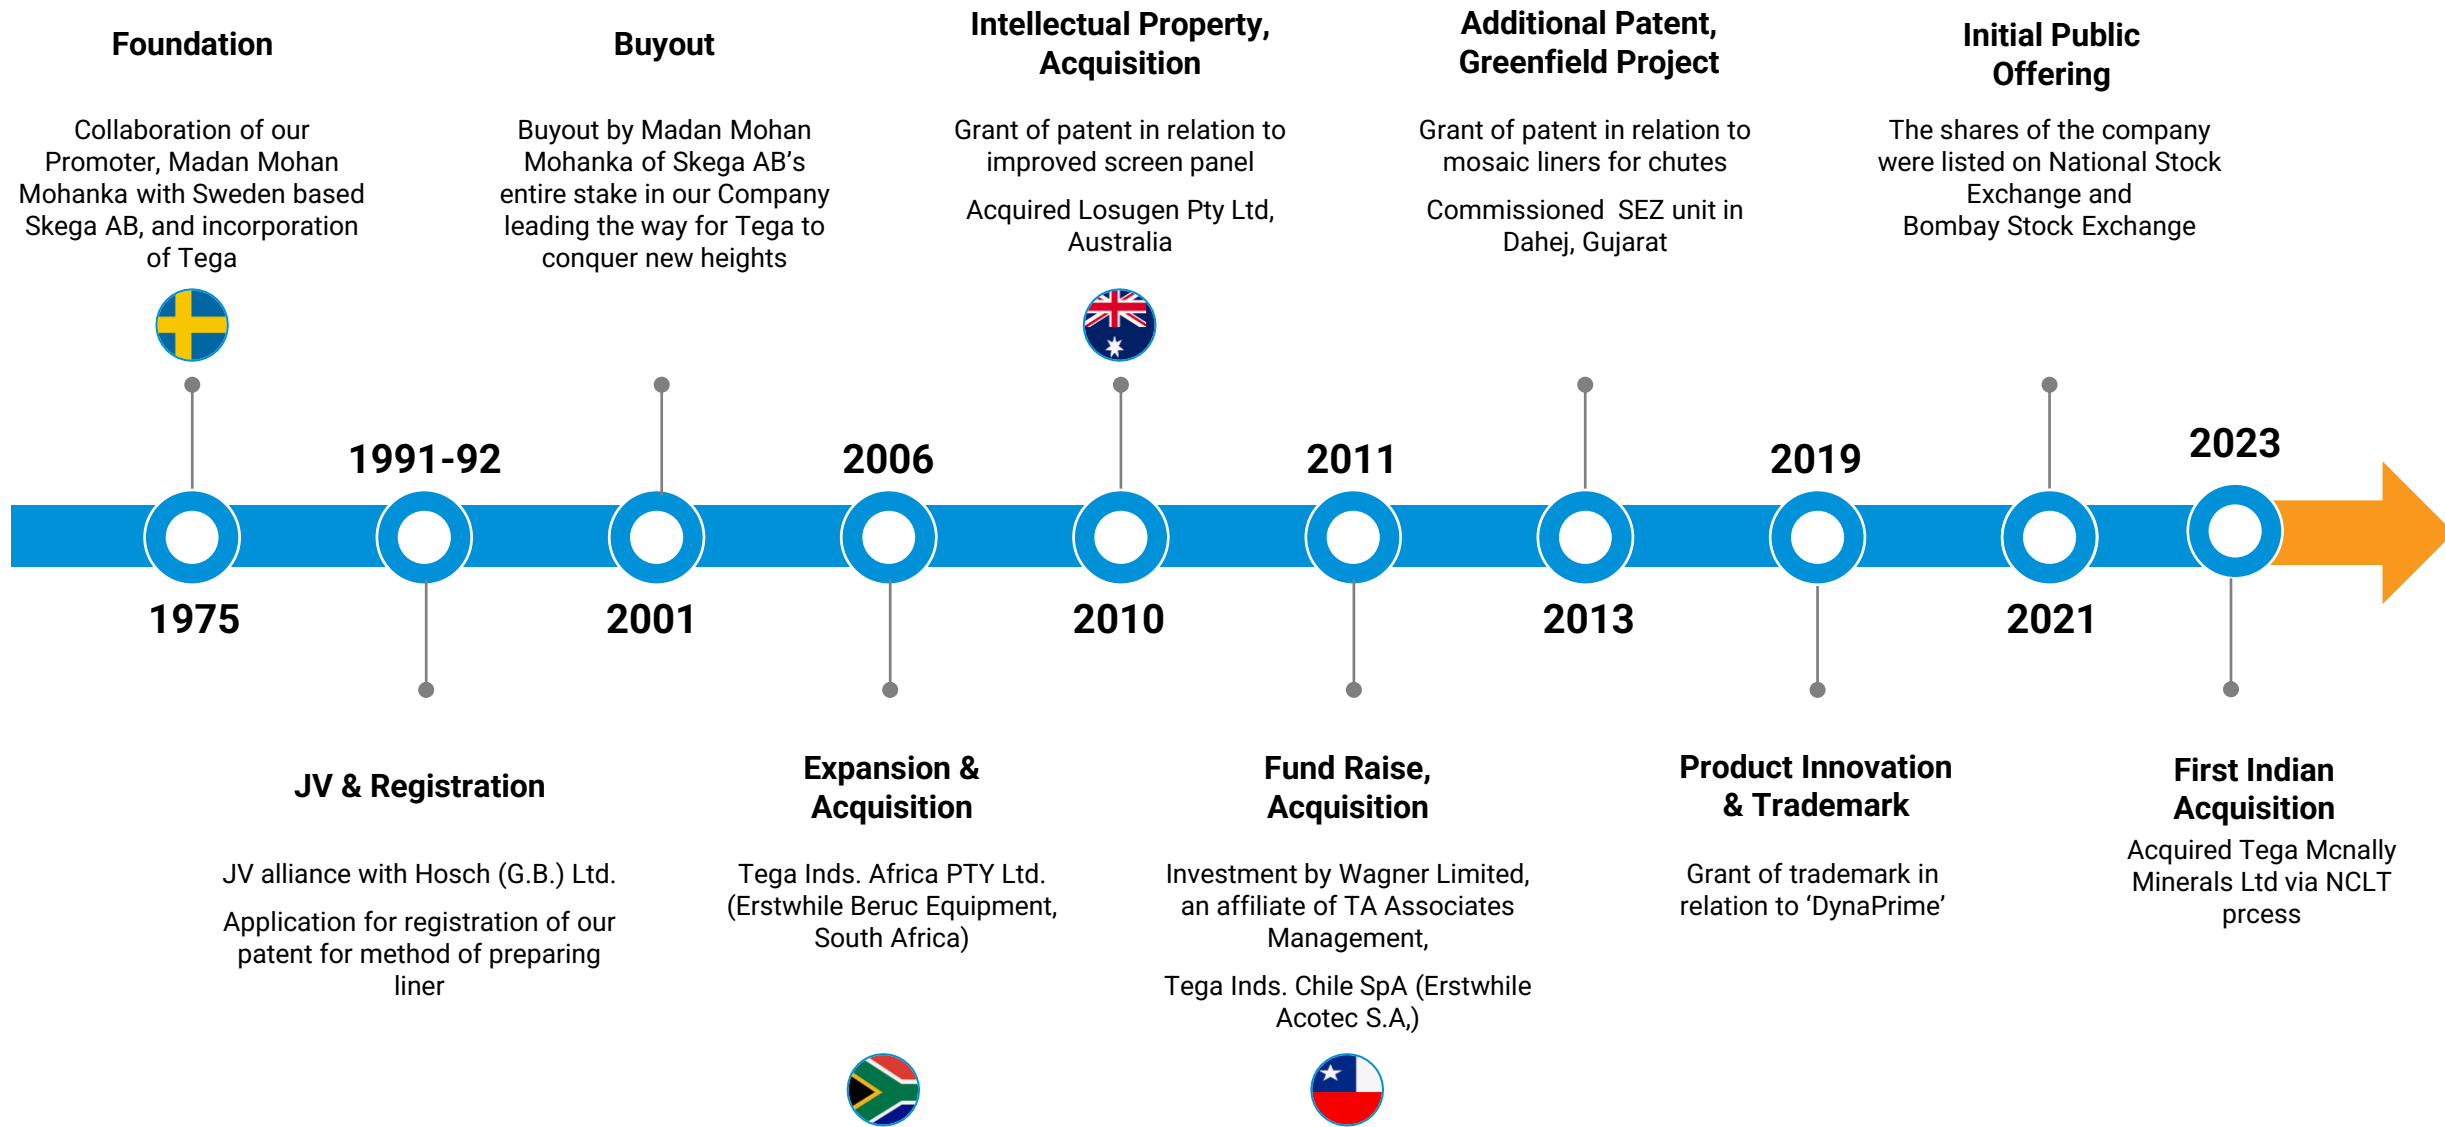 Foundation
Collaboration of our
Promoter, Madan Mohan
Mohanka with Sweden based
Skega AB, and incorporation
of Tega
Buyout
Buyout by Madan Mohan
Mohanka of Skega AB’s
entire stake in our Company
leading the way for Tega to
conquer new heights
Intellectual Property,
Acquisition
Grant of patent in relation to
improved screen panel
Acquired Losugen Pty Ltd,
Australia
Additional Patent,
Greenfield Project
Grant of patent in relation to
mosaic liners for chutes
Commissioned SEZ unit in
Dahej, Gujarat
Initial Public
Offering
The shares of the company
were listed on National Stock
Exchange and
Bombay Stock Exchange
1991-92
2006
2011
2019
2023
1975
2001
2010
2013
2021
JV & Registration
JV alliance with Hosch (G.B.) Ltd.
Application for registration of our
patent for method of preparing
liner
Expansion &
Acquisition
Tega Inds. Africa PTY Ltd.
(Erstwhile Beruc Equipment,
South Africa)
Fund Raise,
Acquisition
Investment by Wagner Limited,
an affiliate of TA Associates
Management,
Tega Inds. Chile SpA (Erstwhile
Acotec S.A,)
Product Innovation
& Trademark
Grant of trademark in
relation to ‘DynaPrime’
First Indian
Acquisition
Acquired Tega Mcnally
Minerals Ltd via NCLT
prcess